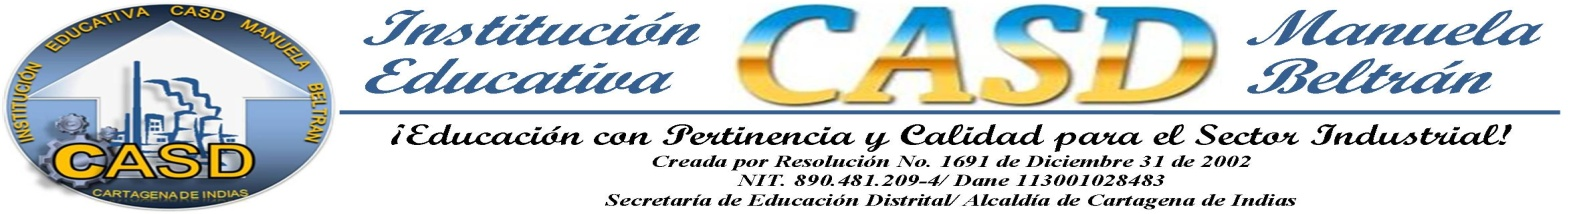 INSTITUCIÓN EDUCATIVA CASD MANUELA BELTRAN
CASD
CARTAGENA DE INDIAS
Institución
Educativa
CASD
Manuela
Beltrán
¡Educación con Pertinencia y Calidad para el Sector Industrial!
Creada por Resolución No. 1691 de Diciembre 31 de 2002
NIT. 890.481.209-4/ Dane 113001028483
Secretaría de Educación Distrital/ Alcaldía de Cartagena de Indias